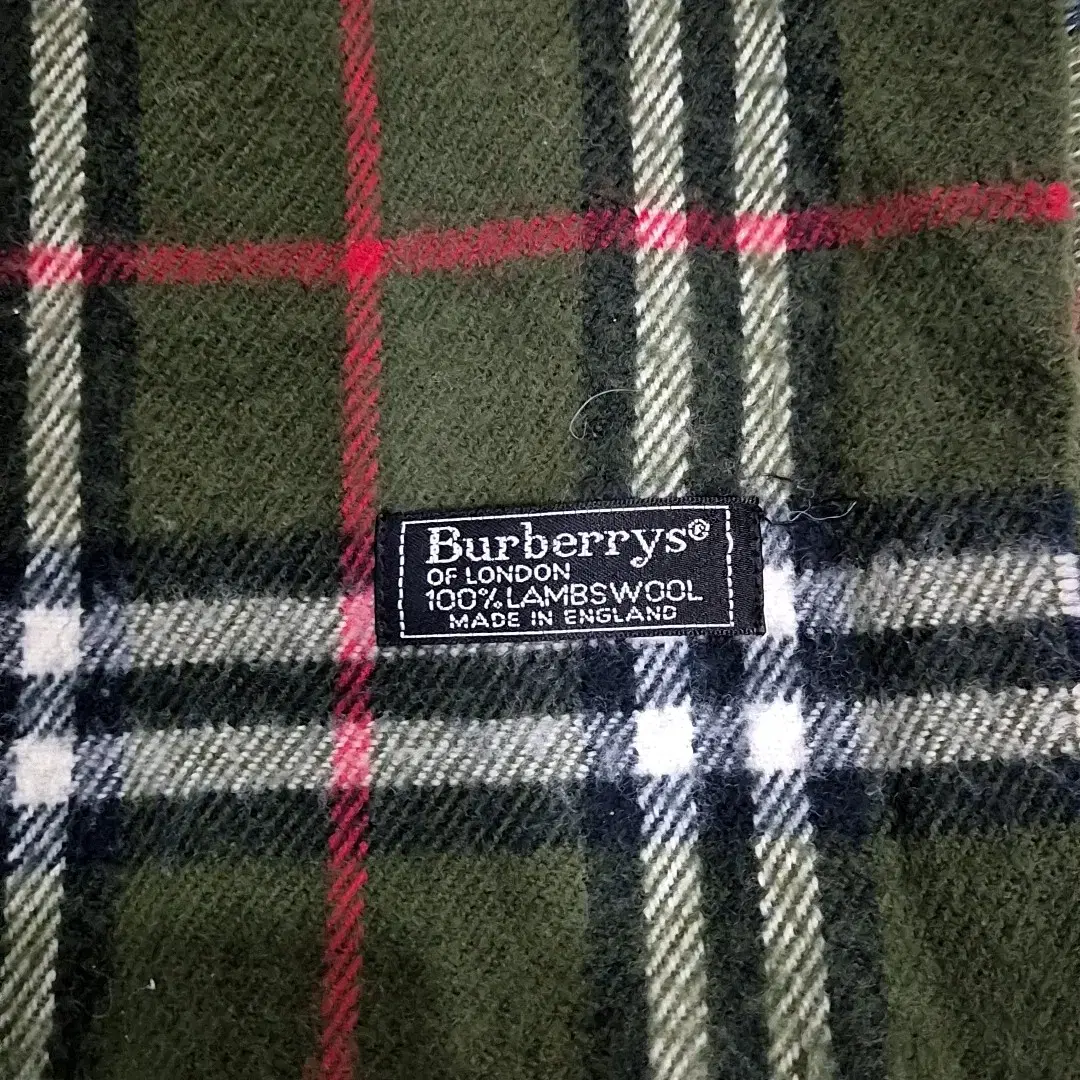 Burberrys®
OF LONDON
100% LAMBSWOOL
MADE IN ENGLAND